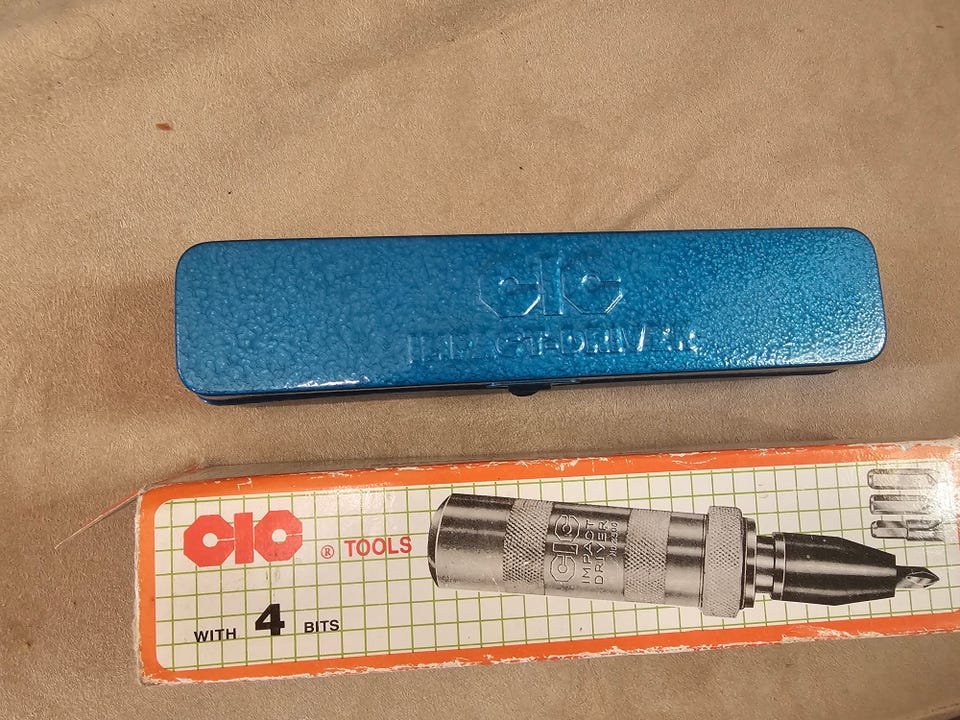 CIC
IMPACT-DRIVER
CIC ® TOOLS
WITH 4 BITS
CIC
IMPACT
DRIVER